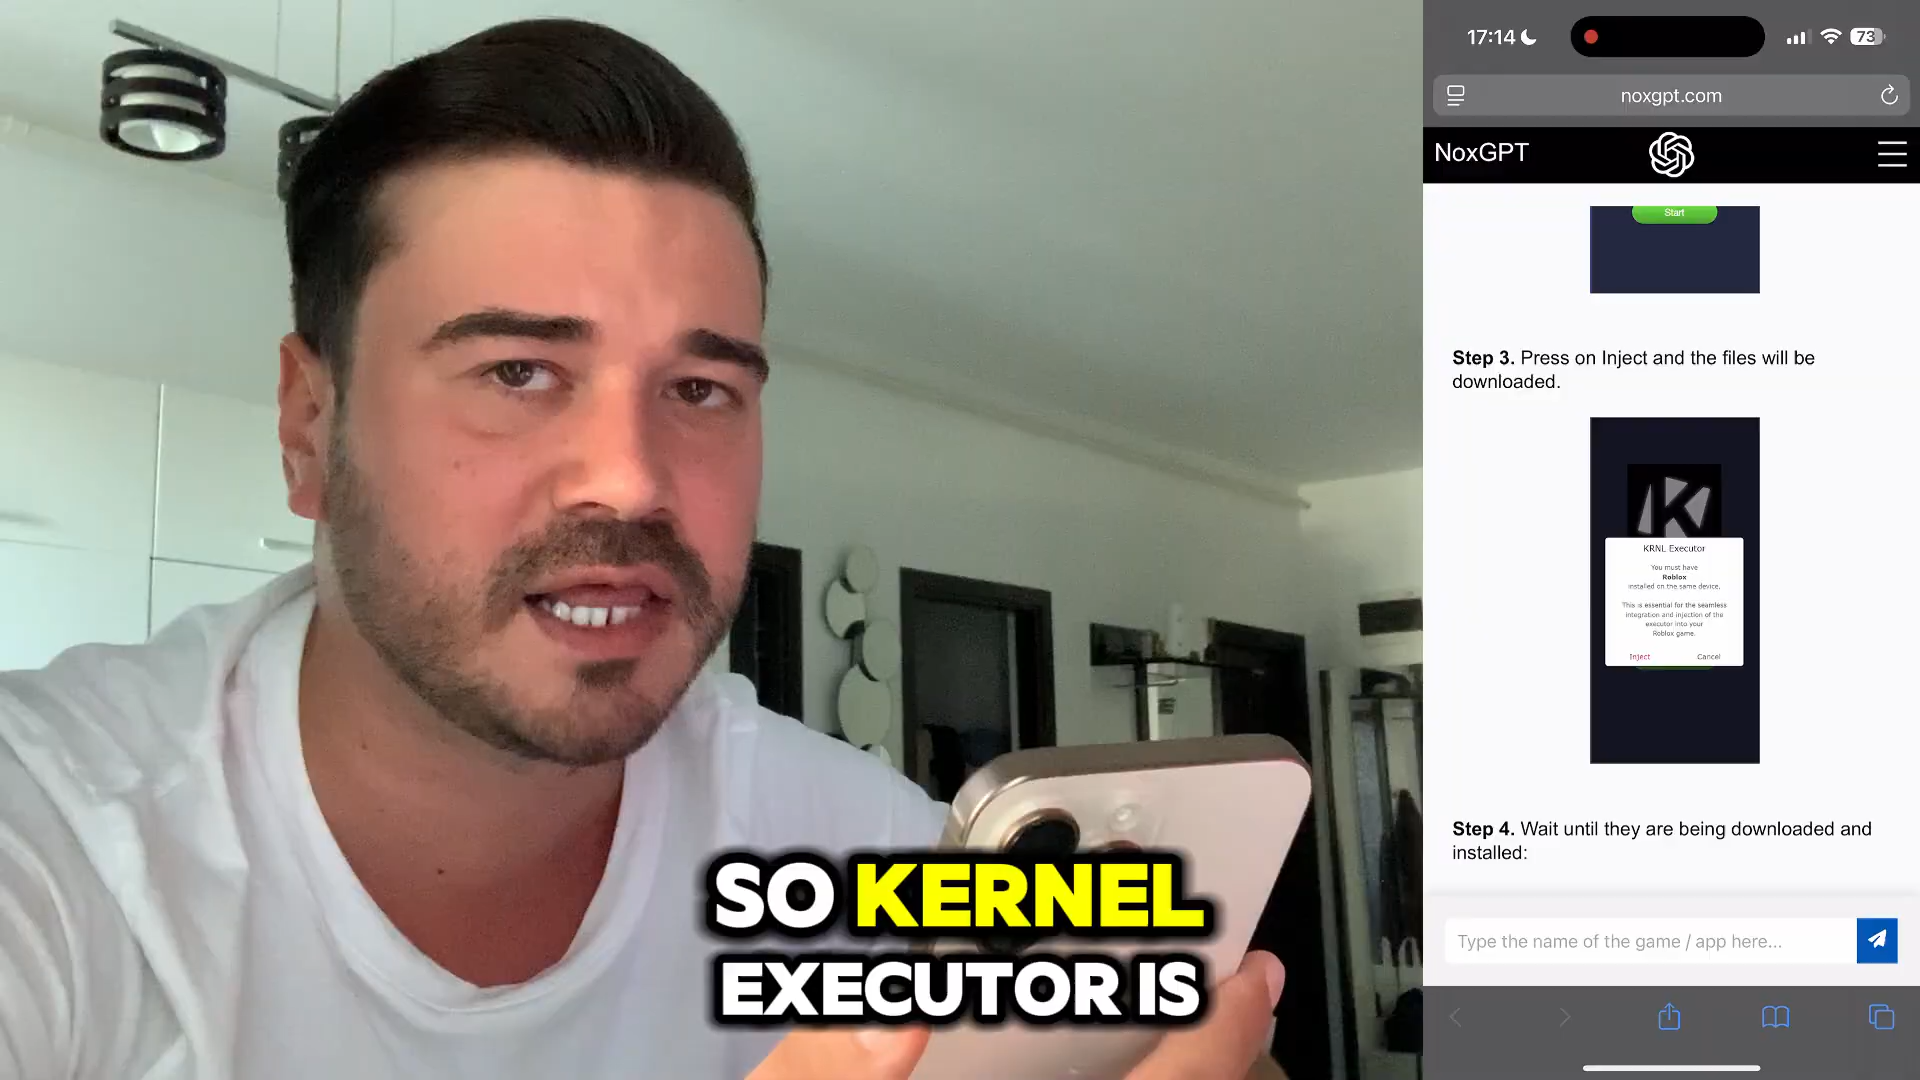 SO KERNEL
EXECUTOR IS
17:14
73
noxgpt.com
NoxGPT
Start
Step 3. Press on Inject and the files will be
downloaded.
K
KRNL Executor
You must have
Roblox
installed on the same device.
This is essential for the seamless
integration and injection of the
executor into your
Roblox game.
Inject Cancel
Step 4. Wait until they are being downloaded and
installed:
Type the name of the game / app here...